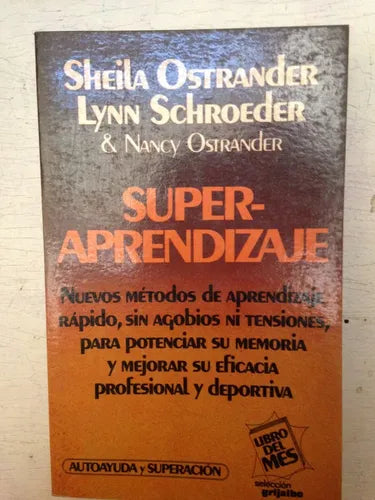 Sheila Ostrander
Lynn Schroeder
& Nancy Ostrander
SUPER-
APRENDIZAJE
Nuevos métodos de aprendizaje
rápido, sin agobios ni tensiones,
para potenciar su memoria
y mejorar su eficacia
profesional y deportiva
LIBRO DEL
MES
selección
grijalbo
AUTOAYUDA y SUPERACIÓN